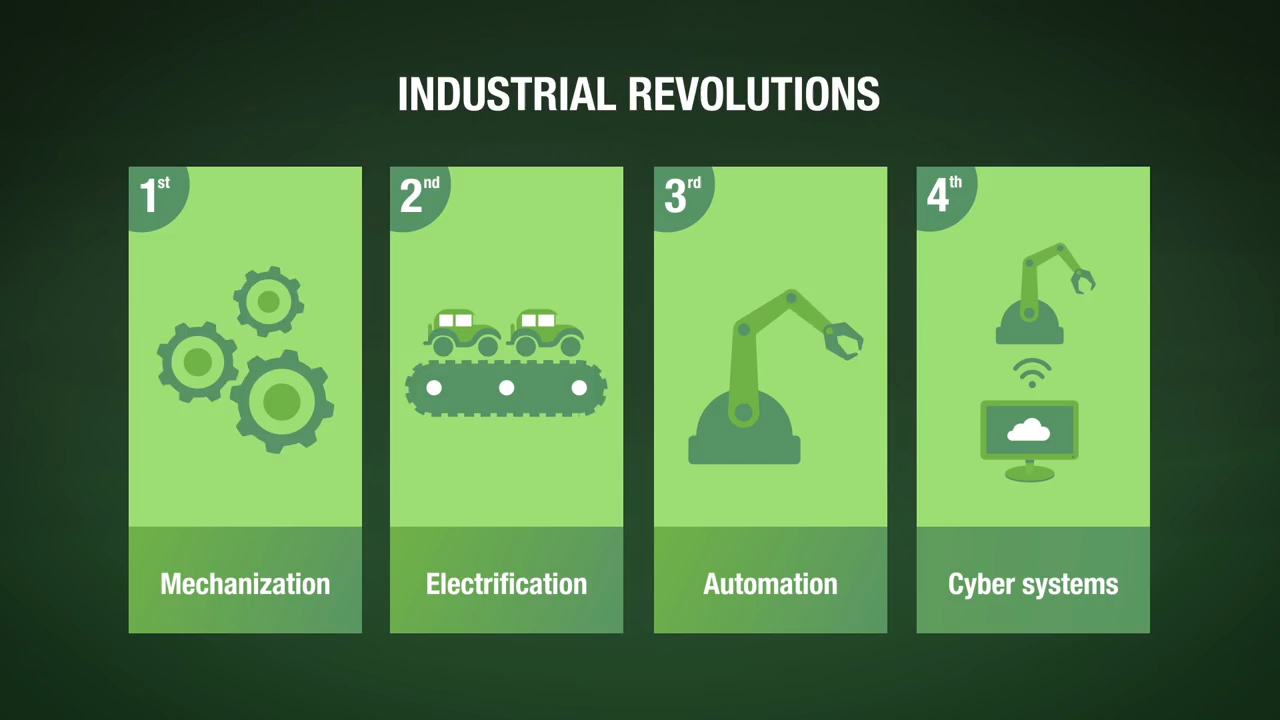 INDUSTRIAL REVOLUTIONS
1st
2nd
3rd
4th
Mechanization
Electrification
Automation
Cyber systems